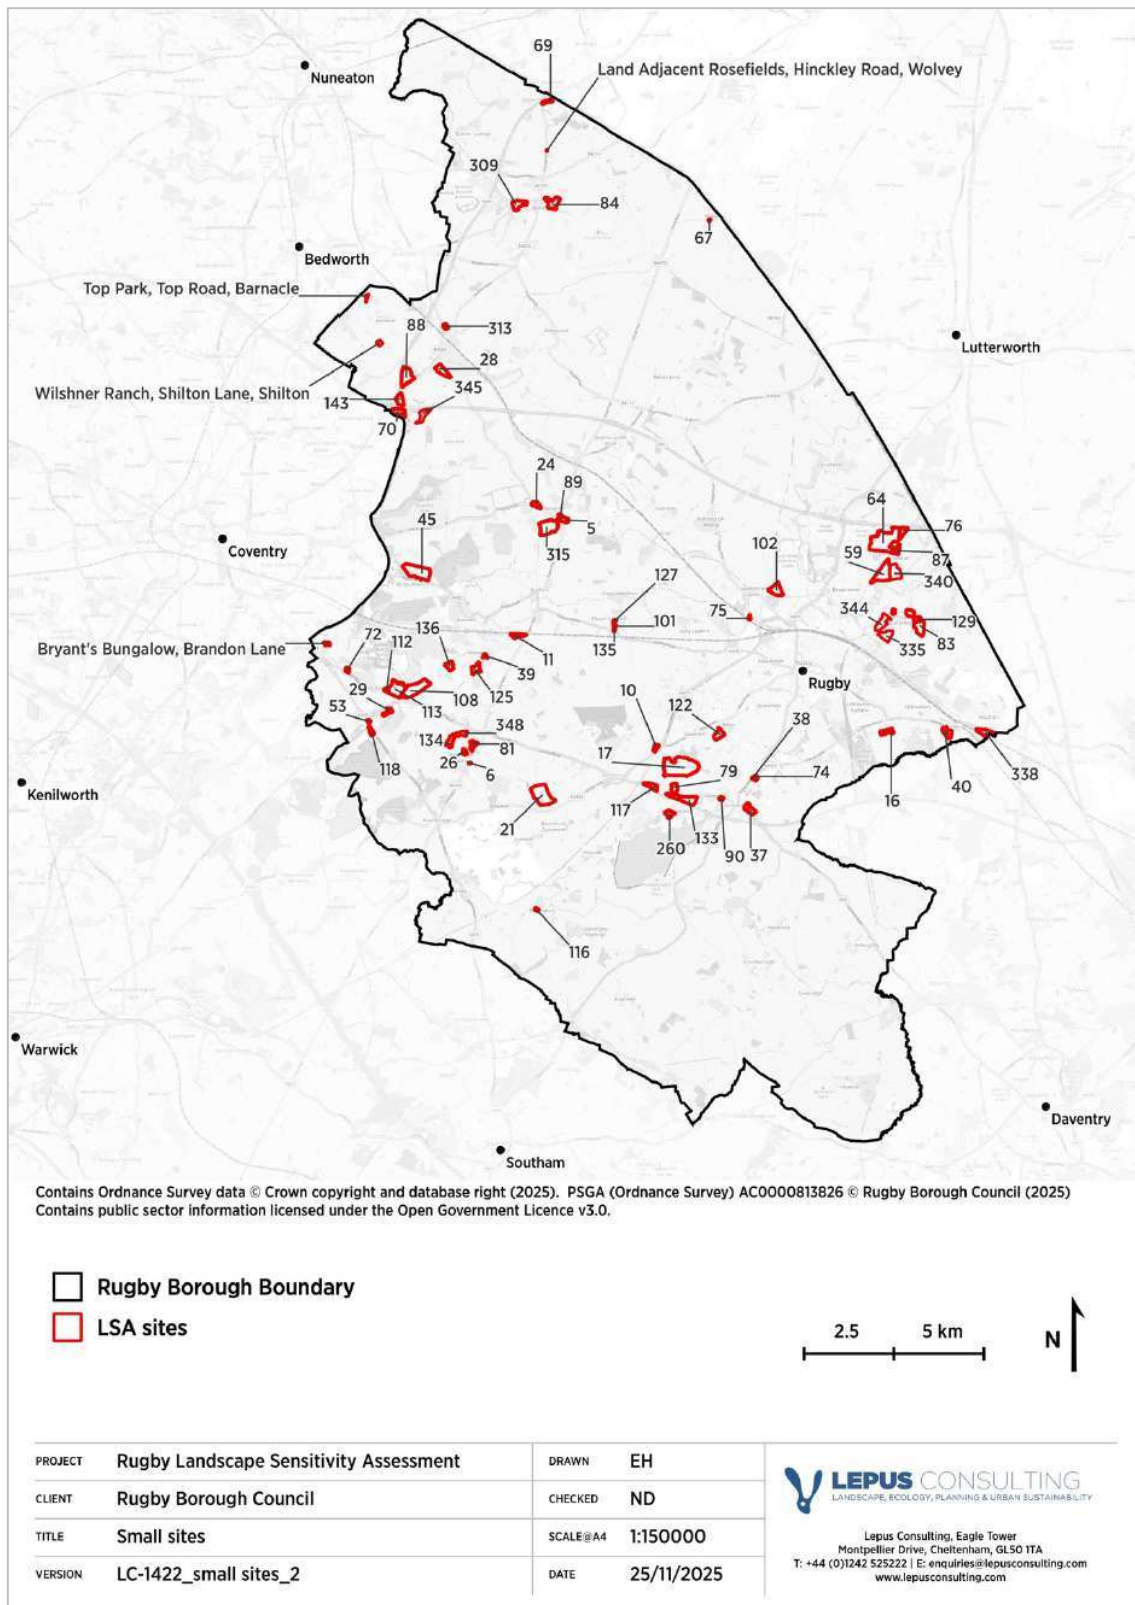 69
Land Adjacent Rosefields, Hinckley Road, Wolvey
Nuneaton
309
84
67
Bedworth
Top Park, Top Road, Barnacle
88
313
Lutterworth
28
Wilshner Ranch, Shilton Lane, Shilton
345
143
70
24
89
64
45
5
76
Coventry
315
102
59
87
340
127
75
344
136
101
129
72
112
135
83
Bryant's Bungalow, Brandon Lane
11
335
39
Rugby
29
125
108
10
122
53
113
38
348
134
17
81
79
74
338
26
118
6
40
Kenilworth
16
117
21
133
260
90
37
116
Warwick
Daventry
Southam
Contains Ordnance Survey data © Crown copyright and database right (2025). PSGA (Ordnance Survey) AC0000813826 © Rugby Borough Council (2025)
Contains public sector information licensed under the Open Government Licence v3.0.
Rugby Borough Boundary
LSA sites
2.5
5 km
N
PROJECT Rugby Landscape Sensitivity Assessment
DRAWN EH
CLIENT Rugby Borough Council
CHECKED ND
TITLE Small sites
SCALE@A4 1:150000
VERSION LC-1422_small sites_2
DATE 25/11/2025
LEPUS CONSULTING
LANDSCAPE, ECOLOGY, PLANNING & URBAN SUSTAINABILITY
Lepus Consulting, Eagle Tower
Montpellier Drive, Cheltenham, GL50 1TA
T: +44 (0)1242 525222 | E: enquiries@lepusconsulting.com
www.lepusconsulting.com